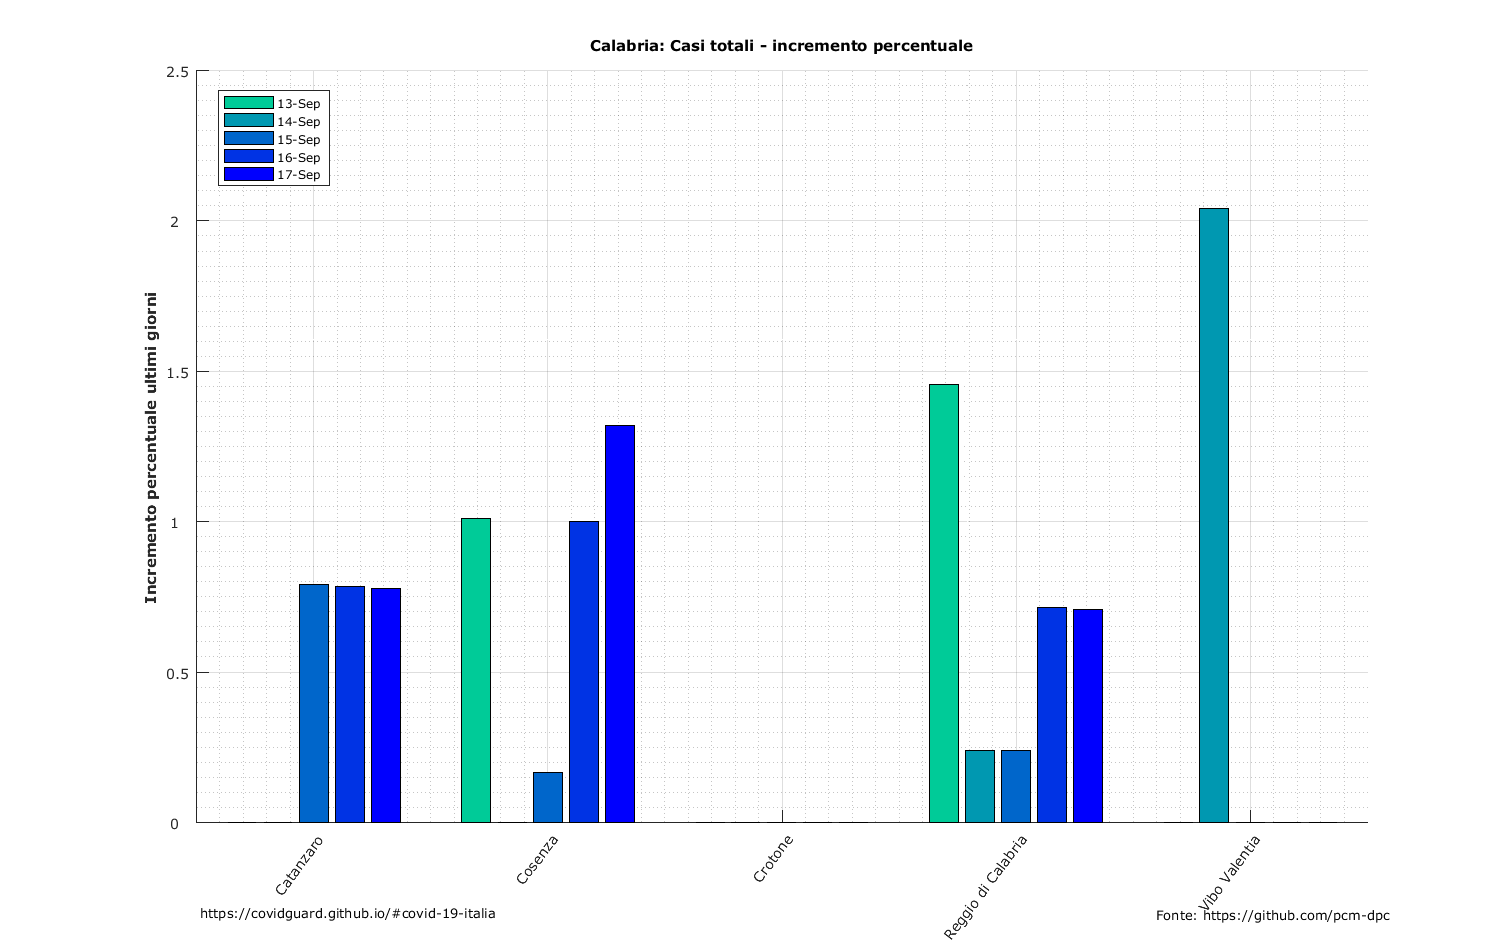 Calabria: Casi totali - incremento percentuale
2.5
2
1.5
1
0.5
0
Incremento percentuale ultimi giorni
13-Sep
14-Sep
15-Sep
16-Sep
17-Sep
Catanzaro
Cosenza
Crotone
Reggio di Calabria
Vibo Valentia
https://covidguard.github.io/#covid-19-italia
Fonte: https://github.com/pcm-dpc